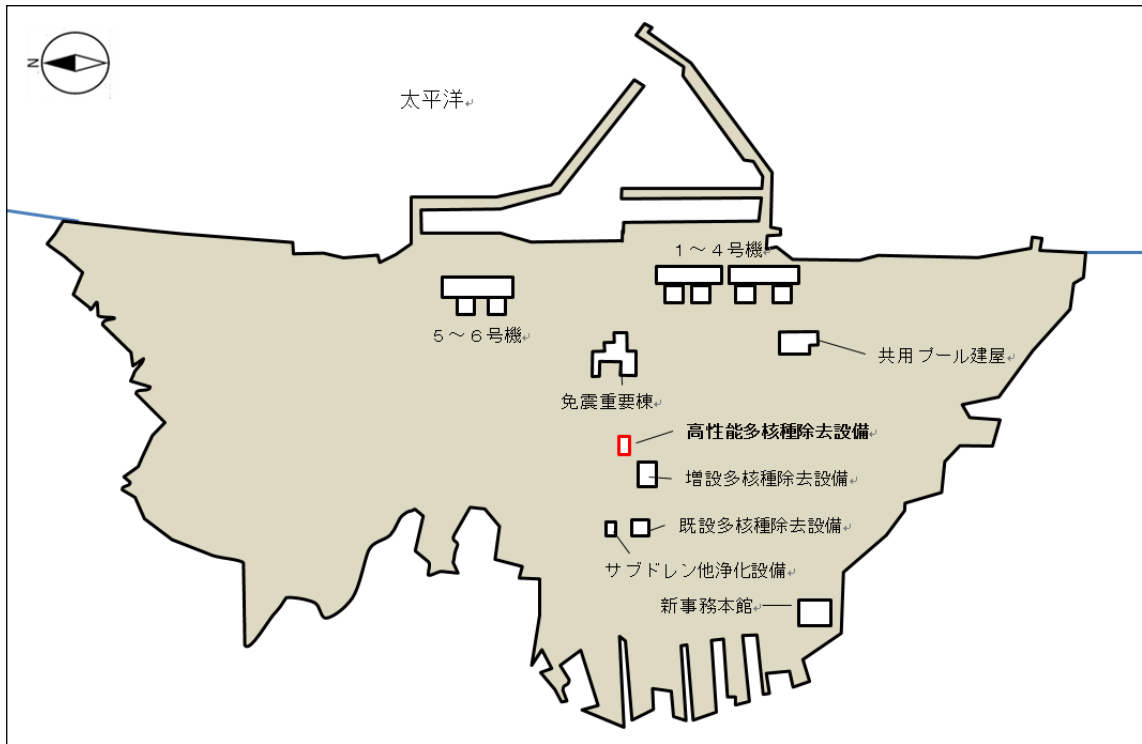 N
太平洋
1～4号機
5～6号機
共用プール建屋
免震重要棟
高性能多核種除去設備
増設多核種除去設備
既設多核種除去設備
サブドレン他浄化設備
新事務本館